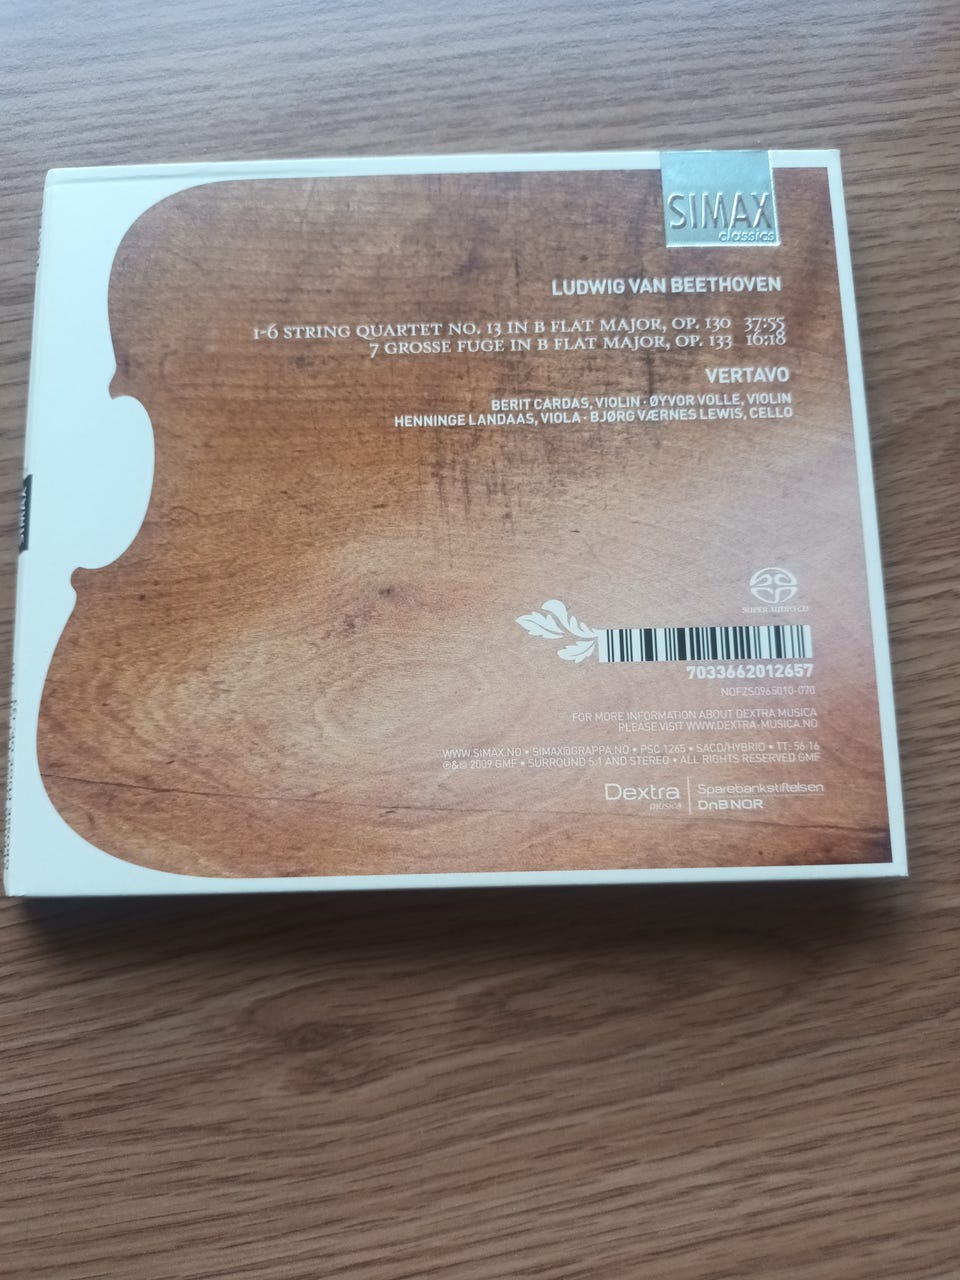 SIMAX
classics
LUDWIG VAN BEETHOVEN
1-6 STRING QUARTET NO. 13 IN B FLAT MAJOR, OP. 130 37:55
7 GROSSE FUGE IN B FLAT MAJOR, OP. 133 16:18
VERTAVO
BERIT CARDAS, VIOLIN · ØYVOR VOLLE, VIOLIN
HENNINGE LANDAAS, VIOLA · BJØRG VÆRNES LEWIS, CELLO
SUPER AUDIO CD
7033662012657
NOFZS0965010-070
FOR MORE INFORMATION ABOUT DEXTRA MUSICA
PLEASE VISIT WWW.DEXTRA-MUSICA.NO
WWW.SIMAX.NO • SIMAX@GRAPPA.NO • PSC 1265 • SACD/HYBRID • TT: 56:16
℗&© 2009 GMF • SURROUND 5.1 AND STEREO • ALL RIGHTS RESERVED GMF
Dextra
musica
Sparebankstiftelsen
DnB NOR
SIMAX